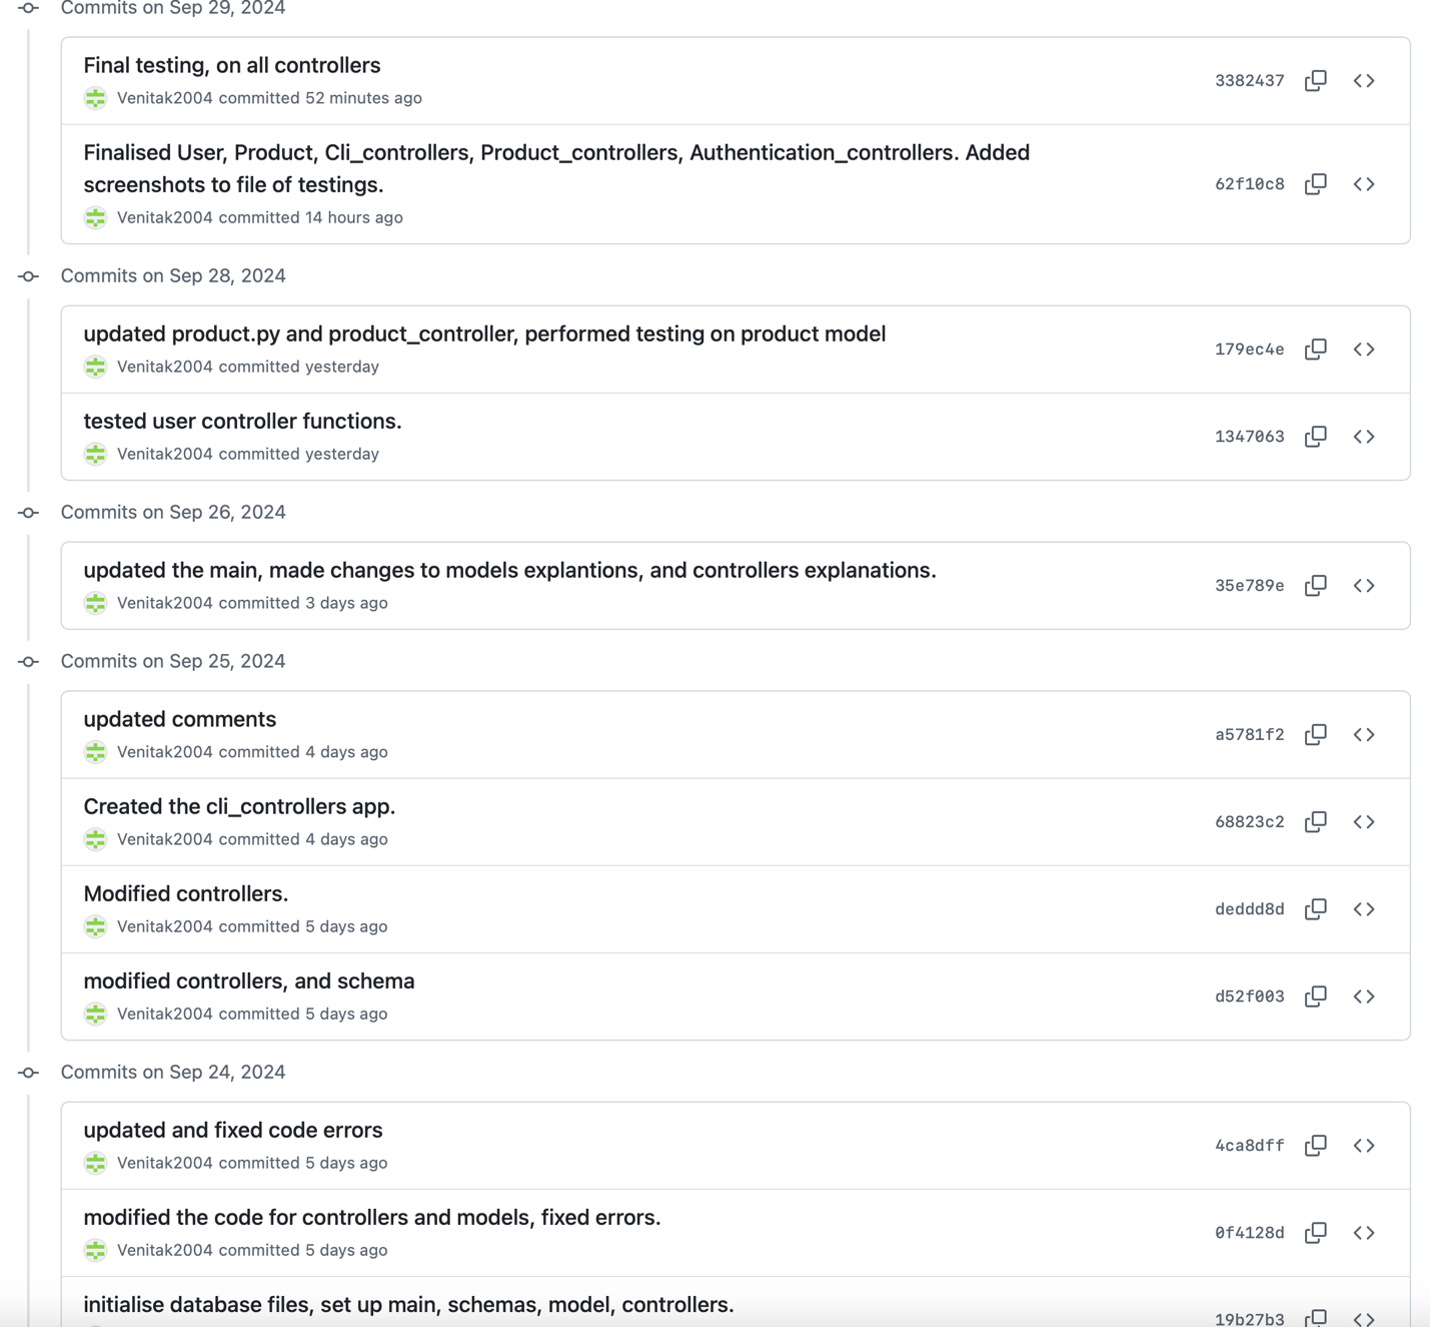 Commits on Sep 29, 2024
Final testing, on all controllers
Venitak2004 committed 52 minutes ago
3382437
Finalised User, Product, Cli_controllers, Product_controllers, Authentication_controllers. Added
screenshots to file of testings.
Venitak2004 committed 14 hours ago
62f10c8
Commits on Sep 28, 2024
updated product.py and product_controller, performed testing on product model
Venitak2004 committed yesterday
179ec4e
tested user controller functions.
Venitak2004 committed yesterday
1347063
Commits on Sep 26, 2024
updated the main, made changes to models explantions, and controllers explanations.
Venitak2004 committed 3 days ago
35e789e
Commits on Sep 25, 2024
updated comments
Venitak2004 committed 4 days ago
a5781f2
Created the cli_controllers app.
Venitak2004 committed 4 days ago
68823c2
Modified controllers.
Venitak2004 committed 5 days ago
deddd8d
modified controllers, and schema
Venitak2004 committed 5 days ago
d52f003
Commits on Sep 24, 2024
updated and fixed code errors
Venitak2004 committed 5 days ago
4ca8dff
modified the code for controllers and models, fixed errors.
Venitak2004 committed 5 days ago
0f4128d
initialise database files, set up main, schemas, model, controllers.
19b27b3